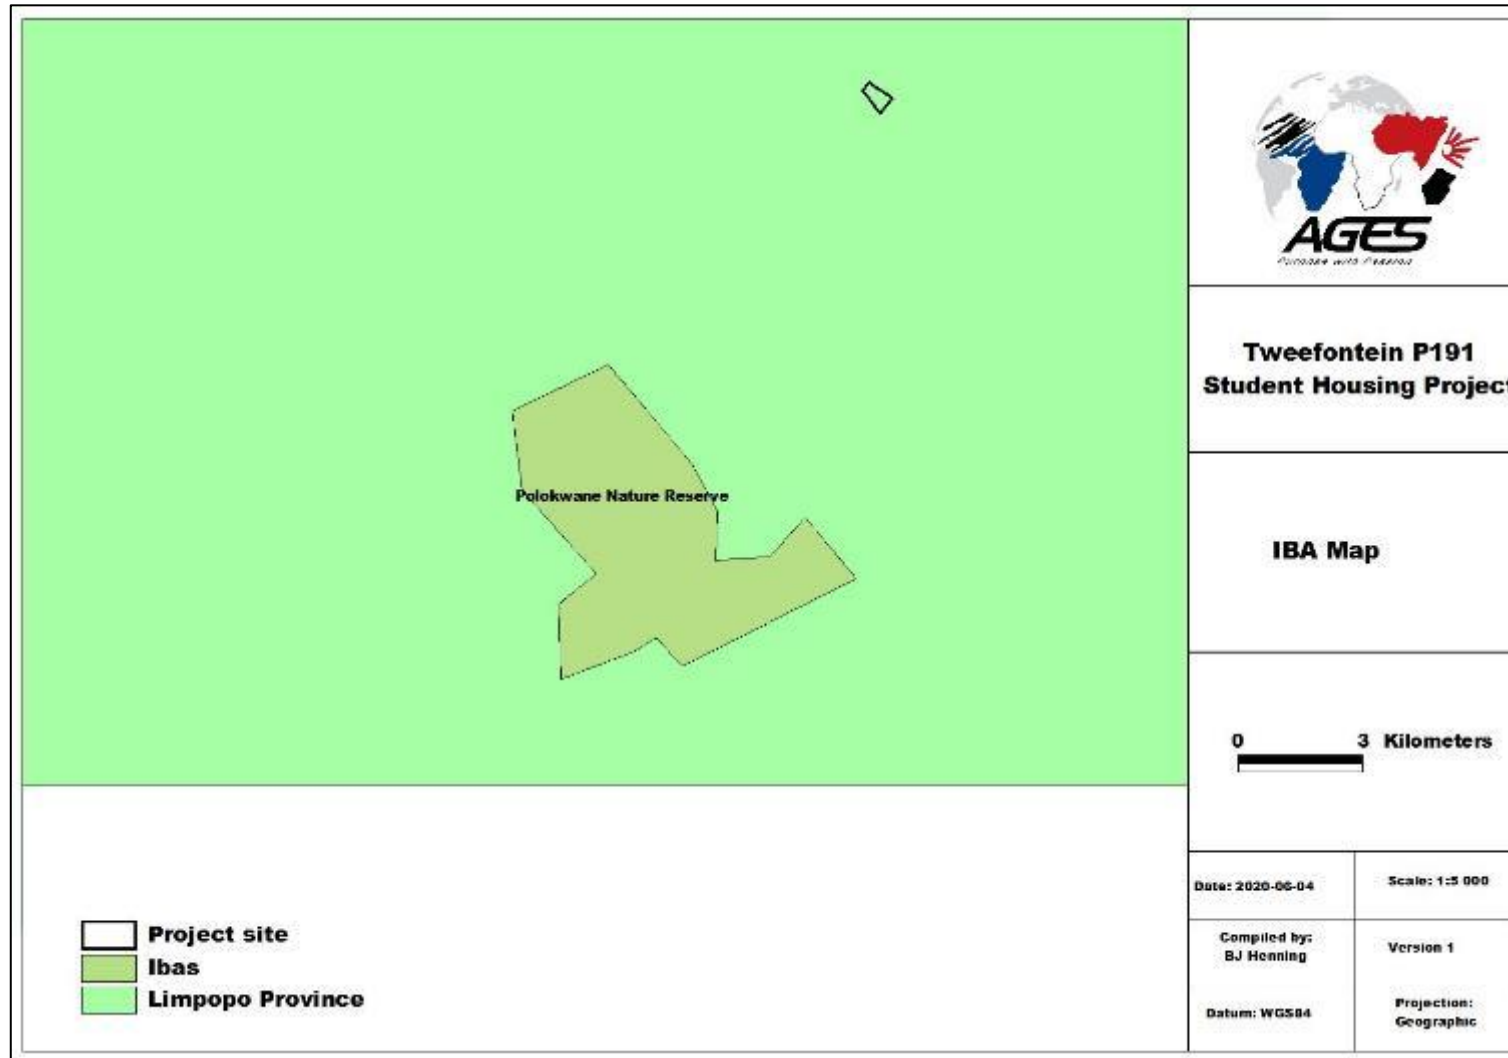 Polokwane Nature Reserve
Project site
Ibas
Limpopo Province
AGES
Tweefontein P191
Student Housing Project
IBA Map
0 3 Kilometers
Date: 2020-06-04
Scale: 1:5 000
Compiled by:
BJ Henning
Version 1
Datum: WGS84
Projection:
Geographic